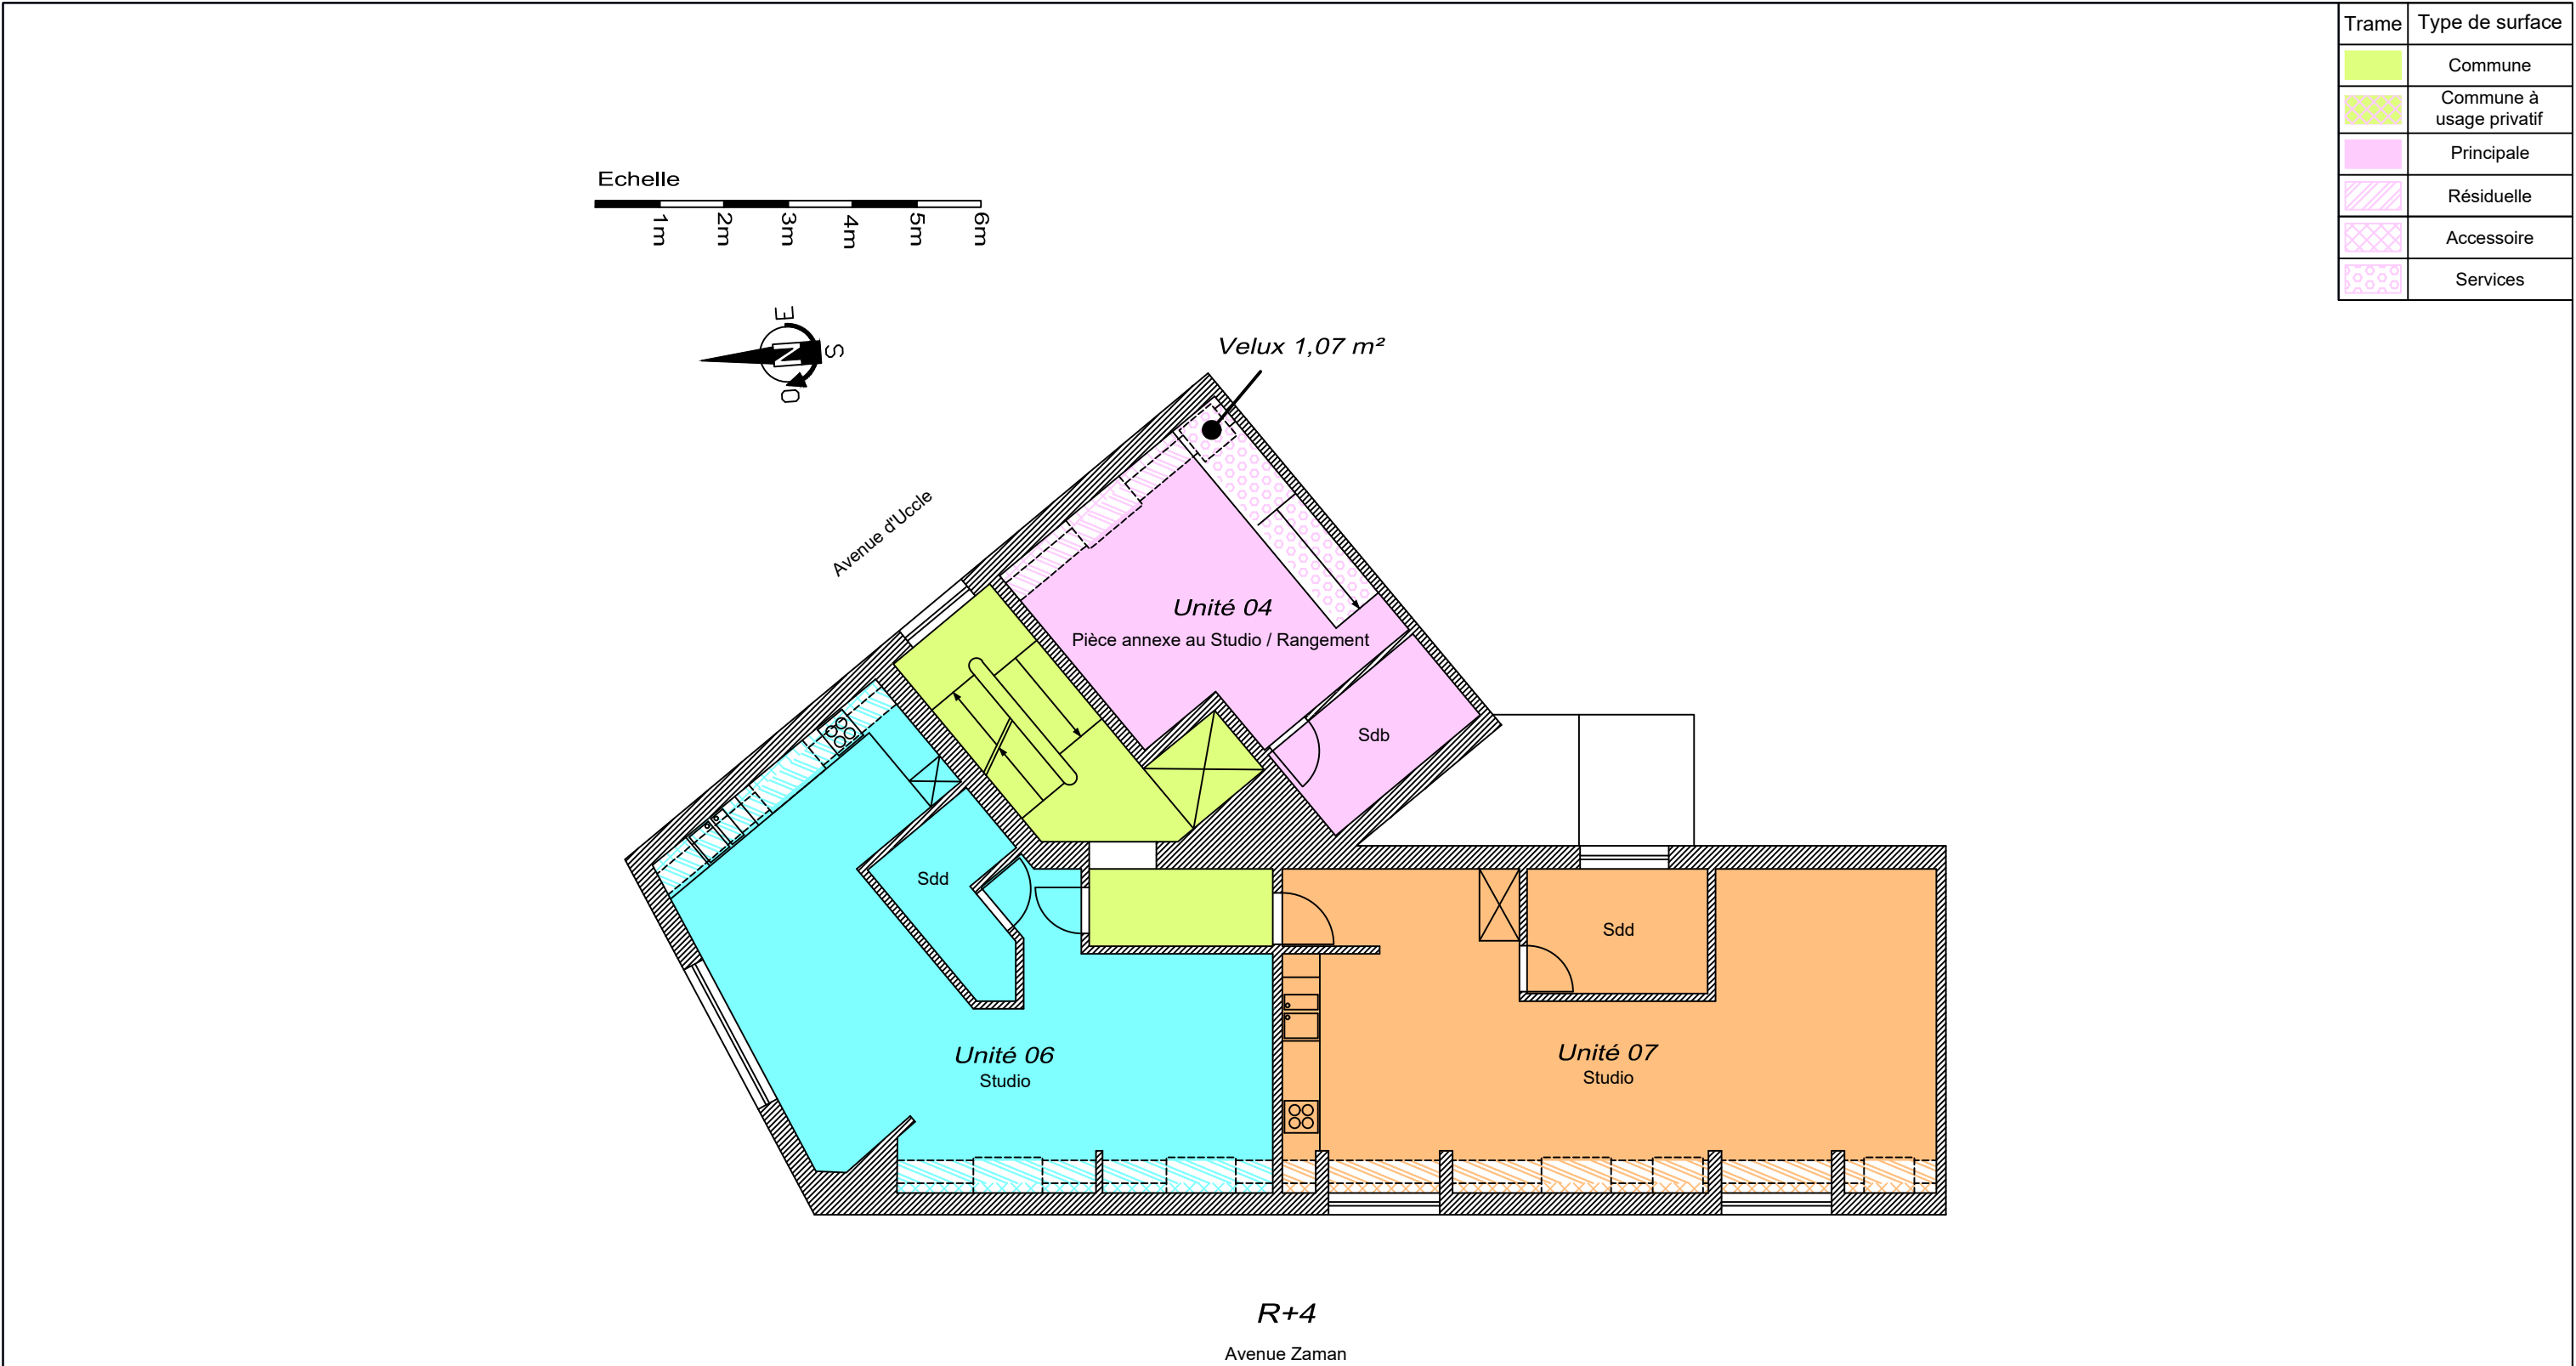 Trame Type de surface
Commune
Commune à
usage privatif
Principale
Résiduelle
Accessoire
Services
Echelle
1m 2m 3m 4m 5m 6m
E
N
S
O
Velux 1,07 m²
Avenue d'Uccle
Unité 04
Pièce annexe au Studio / Rangement
Sdb
Sdd
Sdd
Unité 06
Studio
Unité 07
Studio
R+4
Avenue Zaman